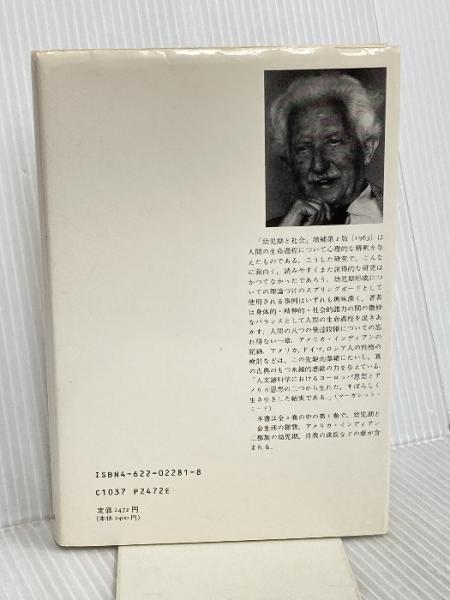 「幼児期と社会」増補第2版(1963)は
人間の生命過程について心理的な解釈を与
えたものである。こうした研究で、こんな
に面白く、読みやすくまた説得的な研究は
かつてなかったであろう。幼児期形成につ
いての理論づけのスプリングボードとして
使用される事例はいずれも興味深く、著者
は身体的・精神的・社会的諸力の間の微妙
なバランスとして人間の生命過程を説きあ
かす。人間の八つの発達段階についての忘
れ得ない一章、アメリカ・インディアンの
記録、アメリカ、ドイツ、ロシア人の性格の
検討などは、この先駆的業績にたいし、真
の古典のもつ永続的感銘の力を与えている。
「人文諸科学におけるヨーロッパ思想とア
メリカ思想の二つから生れた、すばらしく
生き生きした結実である。」(マーガレット・
ミード)
本書は全2巻の中の第1巻で、幼児期と
社会生活の徴候、アメリカ・インディアン
二部族の幼児期、自我の成長などの章が含
まれる。
ISBN4-622-02281-8
C1037 P2472E
定価2472円
(本体2400円)